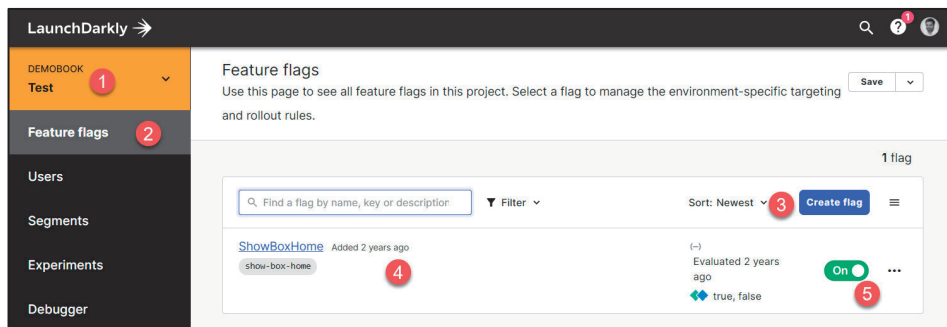 LaunchDarkly
1
DEMOBOOK
Test
1
Feature flags
2
Users
Segments
Experiments
Debugger
Feature flags
Use this page to see all feature flags in this project. Select a flag to manage the environment-specific targeting
and rollout rules.
Save
1 flag
Find a flag by name, key or description
Filter
Sort: Newest
3
Create flag
ShowBoxHome Added 2 years ago
show-box-home
4
(–)
Evaluated 2 years
ago
true, false
On
5